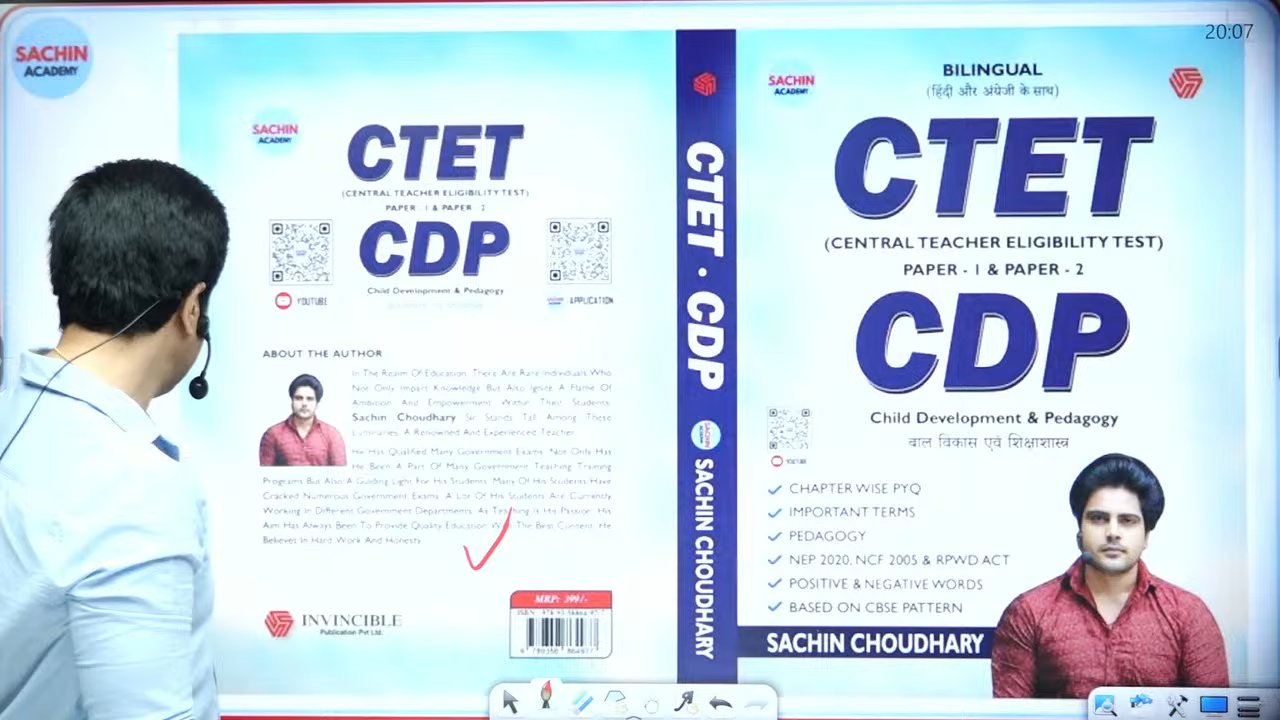 SACHIN
ACADEMY
20:07
SACHIN
ACADEMY
CTET
(CENTRAL TEACHER ELIGIBILITY TEST)
PAPER - 1 & PAPER - 2
CDP
Child Development & Pedagogy
YOUTUBE
APPLICATION
ABOUT THE AUTHOR
In The Realm Of Education, There Are Rare Individuals Who
Not Only Impart Knowledge But Also Ignite A Flame Of
Ambition And Empowerment Within Their Students.
Sachin Choudhary Sir Stands Tall Among These
Luminaries, A Renowned And Experienced Teacher.
He Has Qualified Many Government Exams. Not Only Has
He Been A Part Of Many Government Teaching Training
Programs But Also A Guiding Light For His Students. Many Of His Students Have
Cracked Numerous Government Exams. A Lot Of His Students Are Currently
Working In Different Government Departments. As Teaching Is His Passion, His
Aim Has Always Been To Provide Quality Education With The Best Content. He
Believes In Hard Work And Honesty.
INVINCIBLE
Publication Pvt Ltd.
MRP: 399/-
CTET • CDP
SACHIN
ACADEMY
SACHIN CHOUDHARY
SACHIN
ACADEMY
BILINGUAL
(हिंदी और अंग्रेजी के साथ)
CTET
(CENTRAL TEACHER ELIGIBILITY TEST)
PAPER - 1 & PAPER - 2
CDP
Child Development & Pedagogy
बाल विकास एवं शिक्षाशास्त्र
YOUTUBE
CHAPTER WISE PYQ
IMPORTANT TERMS
PEDAGOGY
NEP 2020, NCF 2005 & RPWD ACT
POSITIVE & NEGATIVE WORDS
BASED ON CBSE PATTERN
SACHIN CHOUDHARY